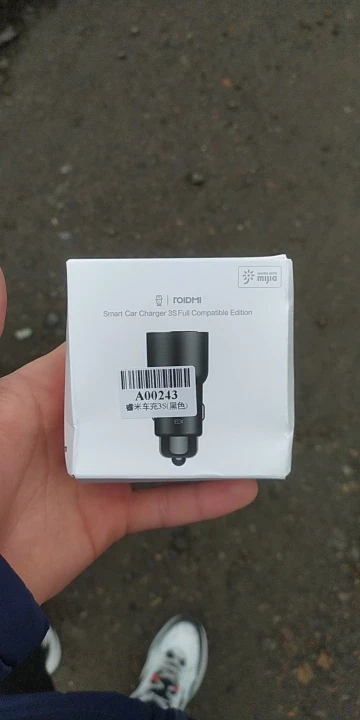 mijia
ROIDMI
Smart Car Charger 3S Full Compatible Edition
A00243
睿米车充3S(黑色)